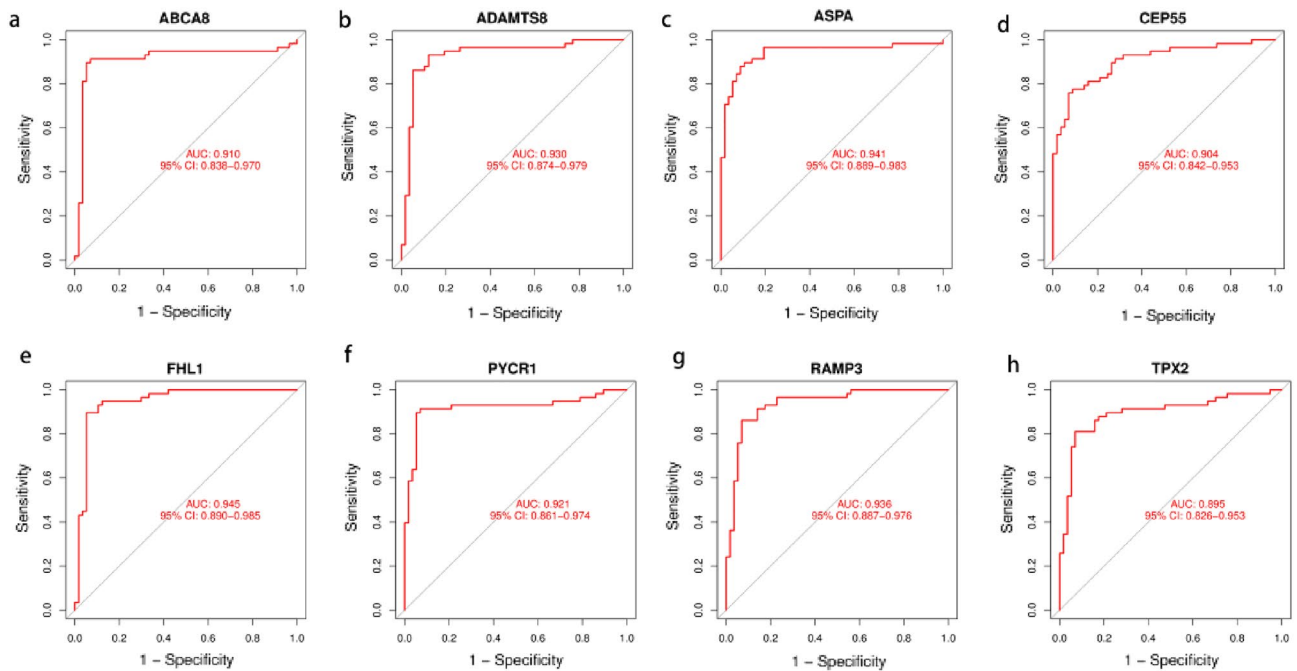 a
ABCA8
Sensitivity
1.0
0.8
0.6
0.4
0.2
0.0
AUC: 0.910
95% CI: 0.838–0.970
0.0 0.2 0.4 0.6 0.8 1.0
1 – Specificity
b
ADAMTS8
Sensitivity
1.0
0.8
0.6
0.4
0.2
0.0
AUC: 0.930
95% CI: 0.874–0.979
0.0 0.2 0.4 0.6 0.8 1.0
1 – Specificity
c
ASPA
Sensitivity
1.0
0.8
0.6
0.4
0.2
0.0
AUC: 0.941
95% CI: 0.889–0.983
0.0 0.2 0.4 0.6 0.8 1.0
1 – Specificity
d
CEP55
Sensitivity
1.0
0.8
0.6
0.4
0.2
0.0
AUC: 0.904
95% CI: 0.842–0.953
0.0 0.2 0.4 0.6 0.8 1.0
1 – Specificity
e
FHL1
Sensitivity
1.0
0.8
0.6
0.4
0.2
0.0
AUC: 0.945
95% CI: 0.890–0.985
0.0 0.2 0.4 0.6 0.8 1.0
1 – Specificity
f
PYCR1
Sensitivity
1.0
0.8
0.6
0.4
0.2
0.0
AUC: 0.921
95% CI: 0.861–0.974
0.0 0.2 0.4 0.6 0.8 1.0
1 – Specificity
g
RAMP3
Sensitivity
1.0
0.8
0.6
0.4
0.2
0.0
AUC: 0.936
95% CI: 0.887–0.976
0.0 0.2 0.4 0.6 0.8 1.0
1 – Specificity
h
TPX2
Sensitivity
1.0
0.8
0.6
0.4
0.2
0.0
AUC: 0.895
95% CI: 0.826–0.953
0.0 0.2 0.4 0.6 0.8 1.0
1 – Specificity